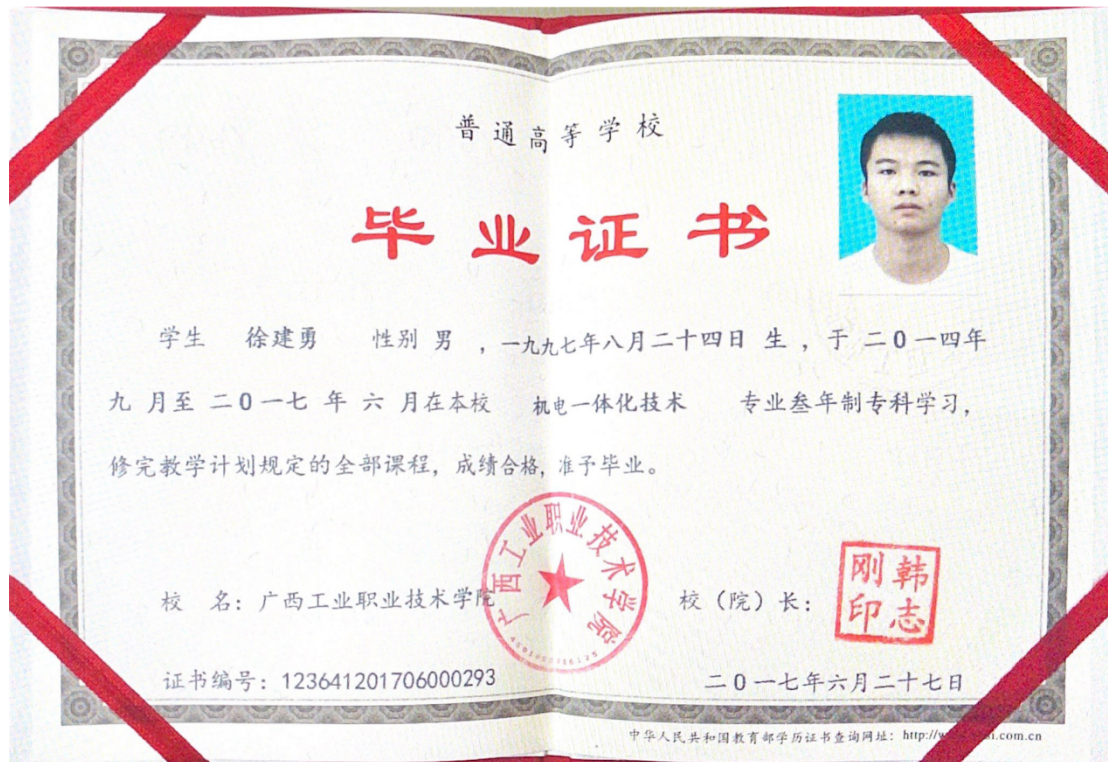 普通高等学校
毕业证书
学生 徐建勇 性别 男 ，一九九七年八月二十四日 生 ，于 二0一四年
九 月至 二0一七 年 六 月在本校 机电一体化技术 专业叁年制专科学习，
修完教学计划规定的全部课程，成绩合格，准予毕业。
广西工业职业技术学院
韩志刚印
校 名：广西工业职业技术学院 校（院）长：
证书编号：123641201706000293 二0一七年六月二十七日
中华人民共和国教育部学历证书查询网址：http://w si.com.cn